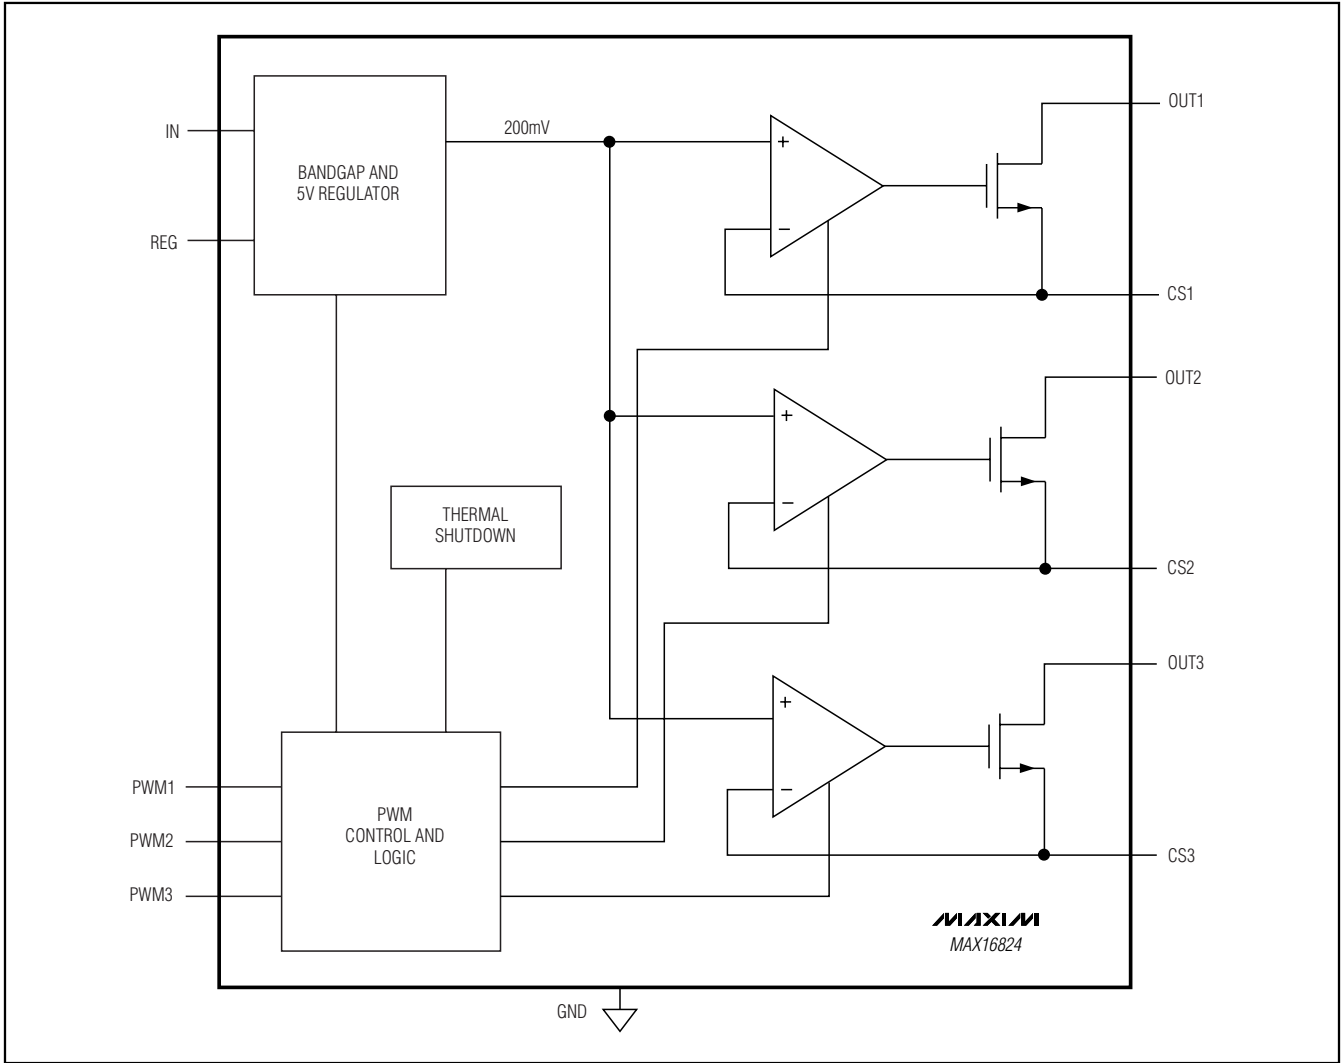 IN
REG
BANDGAP AND
5V REGULATOR
200mV
+
−
OUT1
CS1
+
−
OUT2
CS2
THERMAL
SHUTDOWN
+
−
OUT3
CS3
PWM1
PWM2
PWM3
PWM
CONTROL AND
LOGIC
MAXIM
MAX16824
GND